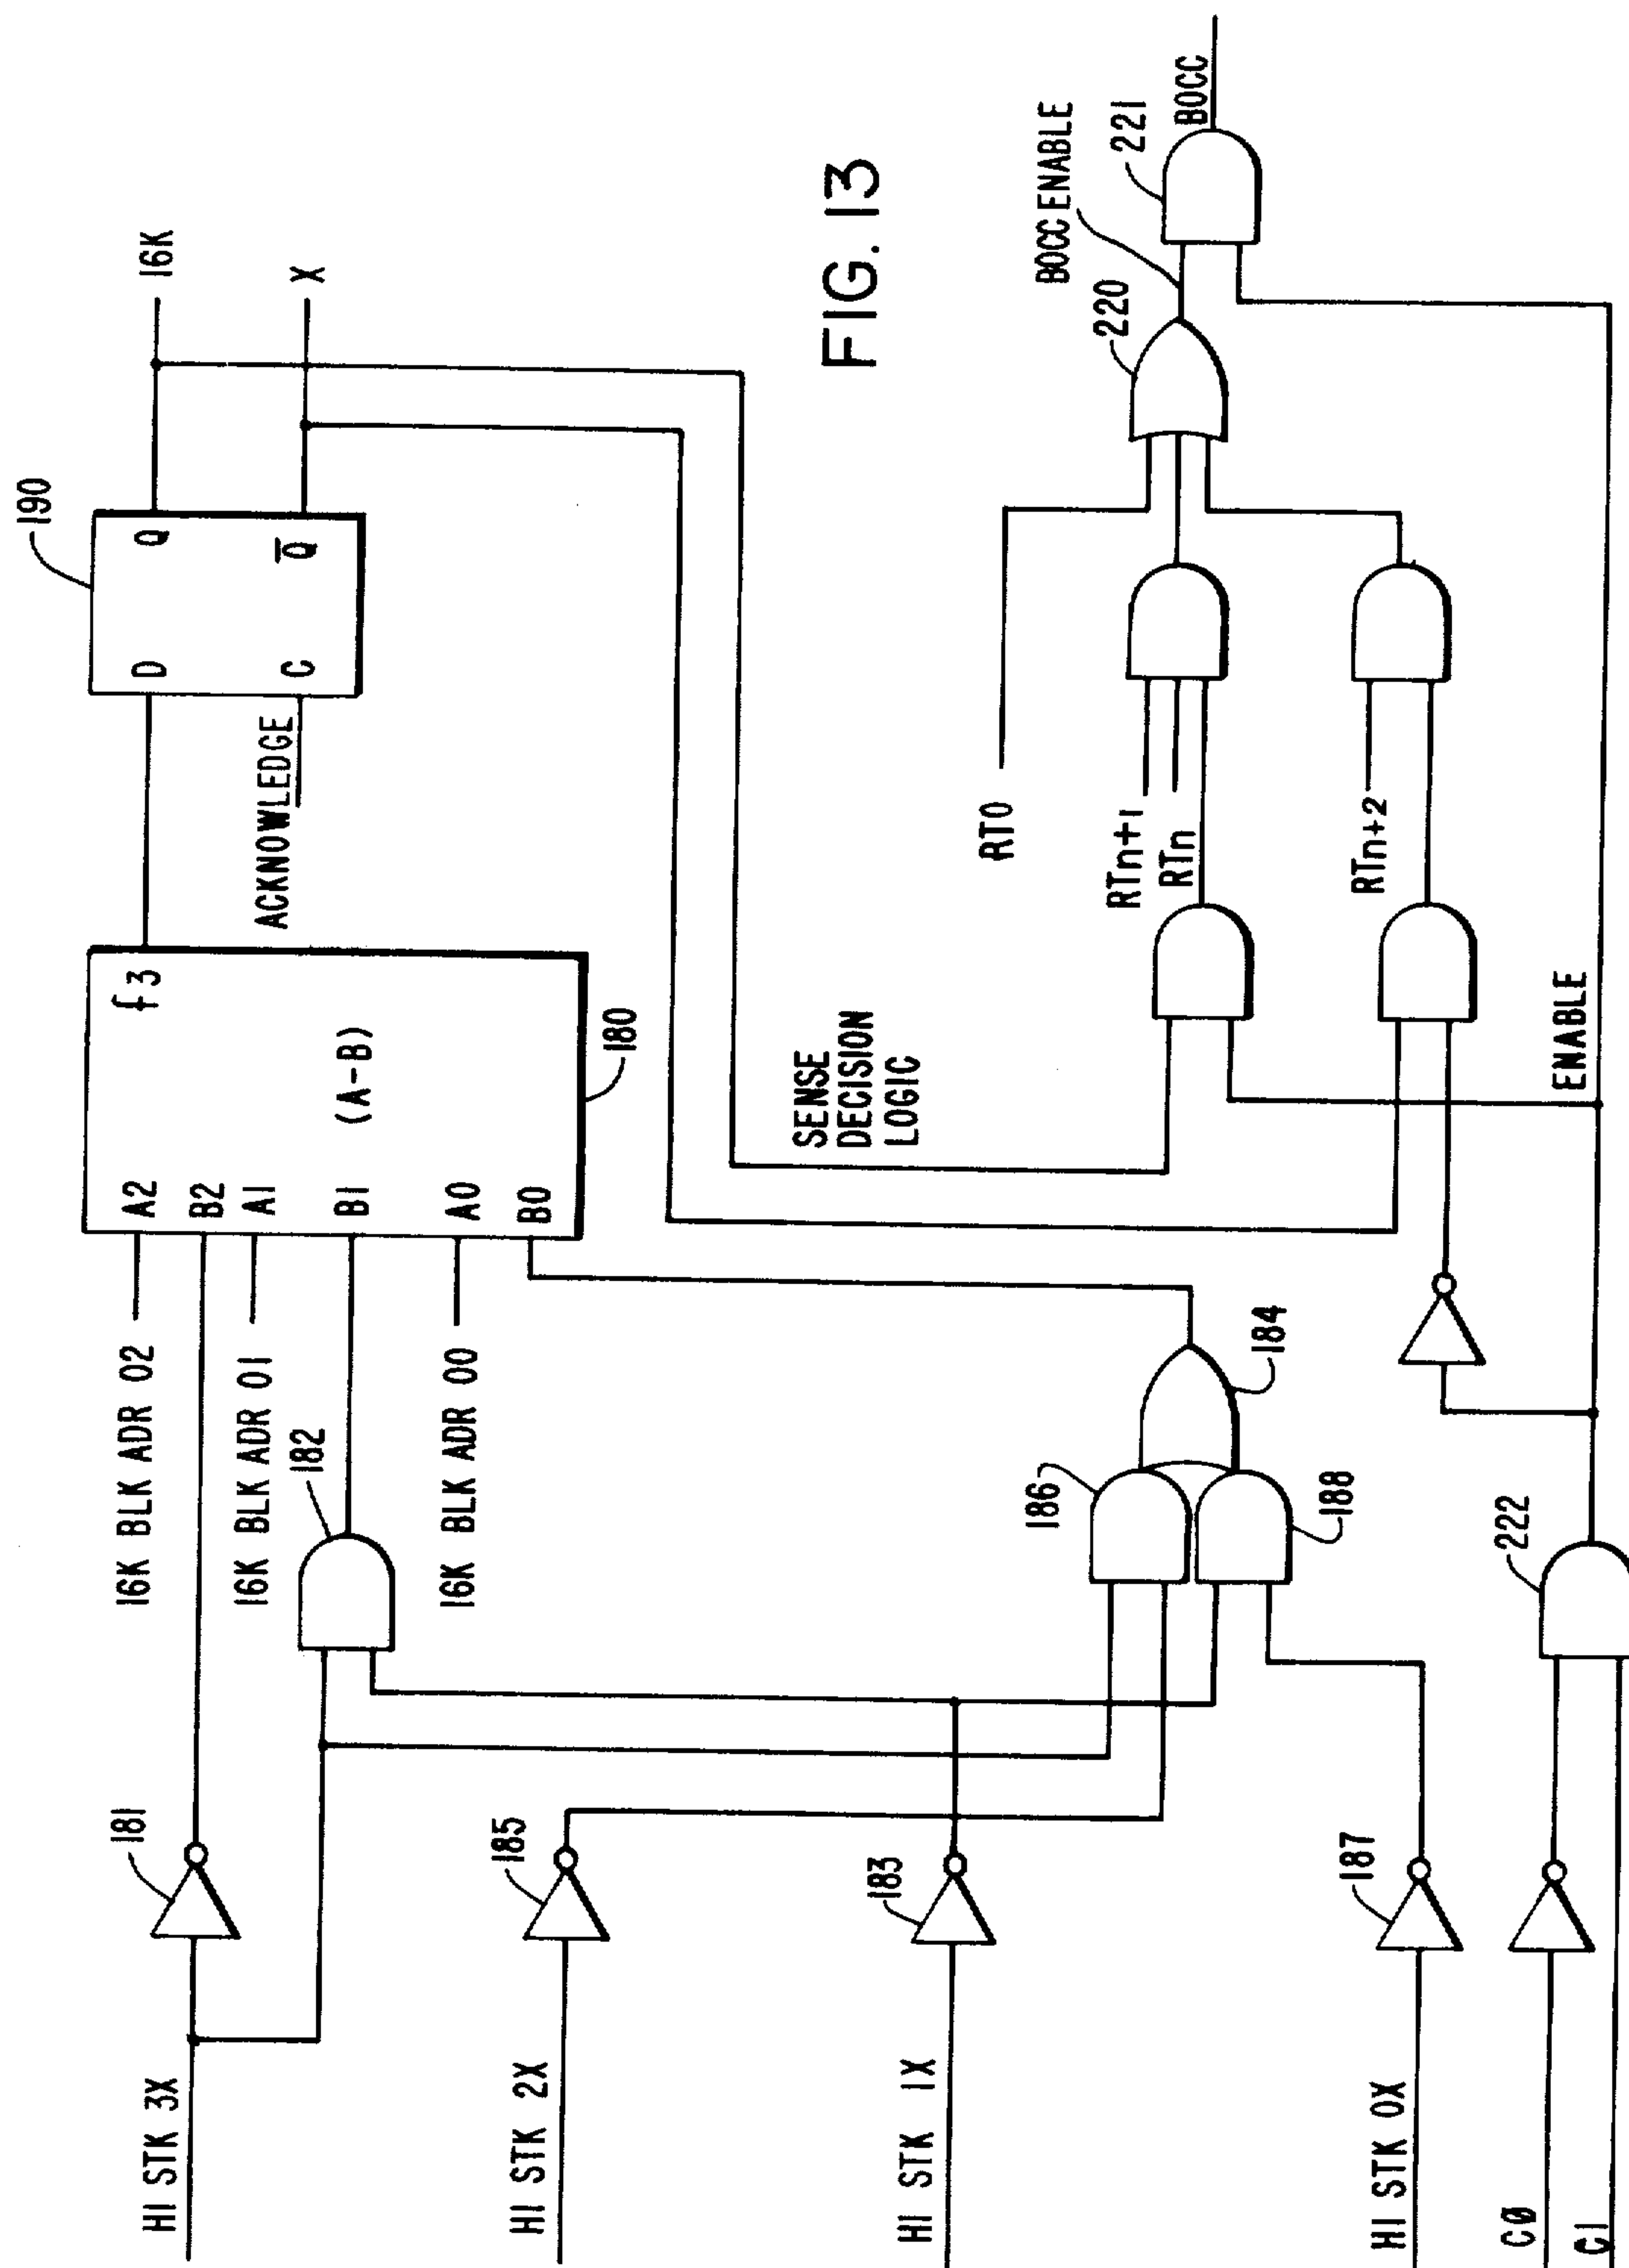 HI STK 3X
181
HI STK 2X
185
HI STK 1X
183
HI STK 0X
187
CØ
C1
222
16K BLK ADR 02
16K BLK ADR 01
182
16K BLK ADR 00
186
188
184
A2
B2
A1
B1
A0
B0
f3
(A-B)
180
ACKNOWLEDGE
D
C
Q
Q̅
190
16K
X
SENSE
DECISION
LOGIC
ENABLE
RT0
RTn+1
RTn
RTn+2
220
BOCC ENABLE
221
BOCC
FIG. 13